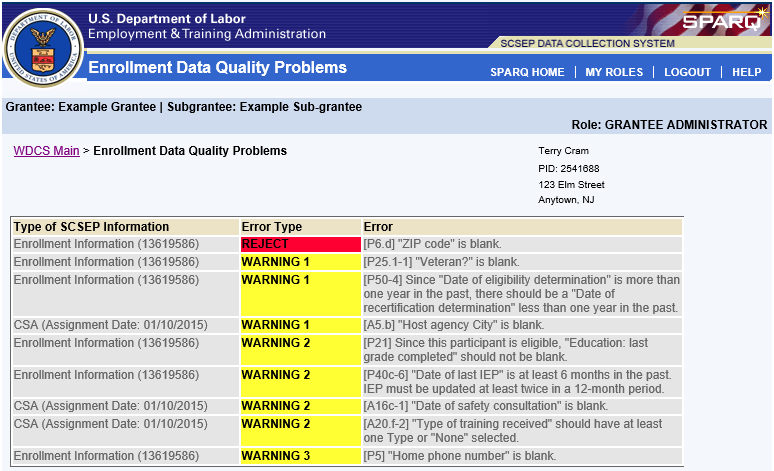 U.S. Department of Labor
Employment & Training Administration
SPARQ
SCSEP DATA COLLECTION SYSTEM
Enrollment Data Quality Problems
SPARQ HOME | MY ROLES | LOGOUT | HELP
Grantee: Example Grantee | Subgrantee: Example Sub-grantee
Role: GRANTEE ADMINISTRATOR
WDCS Main > Enrollment Data Quality Problems
Terry Cram
PID: 2541688
123 Elm Street
Anytown, NJ
Type of SCSEP Information Error Type Error
Enrollment Information (13619586) REJECT [P6.d] "ZIP code" is blank.
Enrollment Information (13619586) WARNING 1 [P25.1-1] "Veteran?" is blank.
Enrollment Information (13619586) WARNING 1 [P50-4] Since "Date of eligibility determination" is more than
one year in the past, there should be a "Date of
recertification determination" less than one year in the past.
CSA (Assignment Date: 01/10/2015) WARNING 1 [A5.b] "Host agency City" is blank.
Enrollment Information (13619586) WARNING 2 [P21] Since this participant is eligible, "Education: last
grade completed" should not be blank.
Enrollment Information (13619586) WARNING 2 [P40c-6] "Date of last IEP" is at least 6 months in the past.
IEP must be updated at least twice in a 12-month period.
CSA (Assignment Date: 01/10/2015) WARNING 2 [A16c-1] "Date of safety consultation" is blank.
CSA (Assignment Date: 01/10/2015) WARNING 2 [A20.f-2] "Type of training received" should have at least
one Type or "None" selected.
Enrollment Information (13619586) WARNING 3 [P5] "Home phone number" is blank.